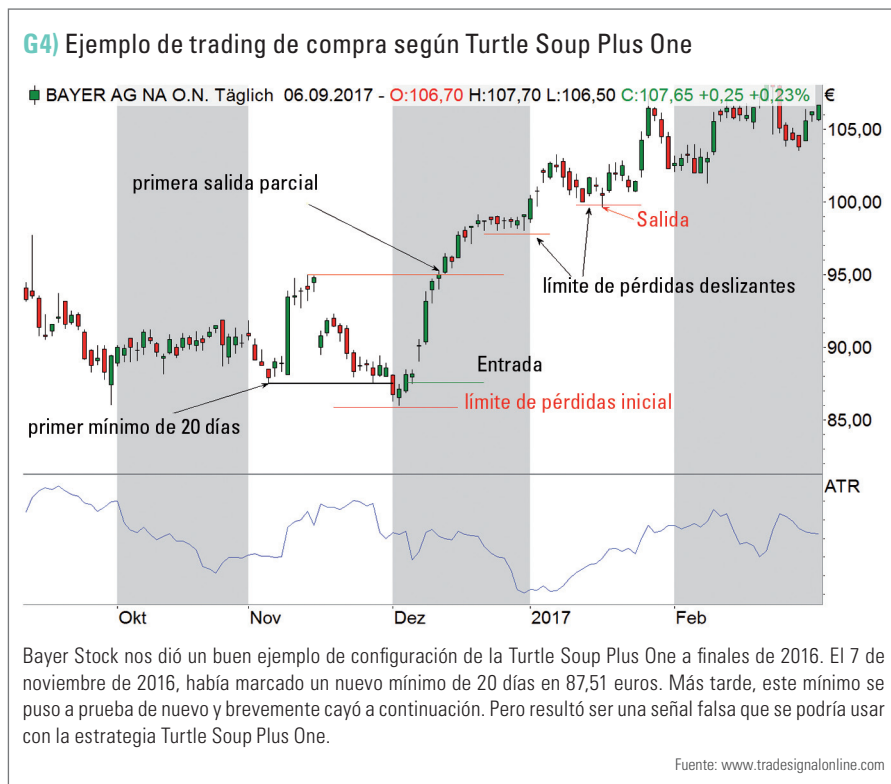 G4) Ejemplo de trading de compra según Turtle Soup Plus One
BAYER AG NA O.N. Täglich 06.09.2017 - O:106,70 H:107,70 L:106,50 C:107,65 +0,25 +0,23% €
105,00
primera salida parcial
100,00
Salida
límite de pérdidas deslizantes
95,00
Entrada
90,00
límite de pérdidas inicial
primer mínimo de 20 días
85,00
ATR
Okt
Nov
Dez
2017
Feb
Bayer Stock nos dió un buen ejemplo de configuración de la Turtle Soup Plus One a finales de 2016. El 7 de
noviembre de 2016, había marcado un nuevo mínimo de 20 días en 87,51 euros. Más tarde, este mínimo se
puso a prueba de nuevo y brevemente cayó a continuación. Pero resultó ser una señal falsa que se podría usar
con la estrategia Turtle Soup Plus One.
Fuente: www.tradesignalonline.com